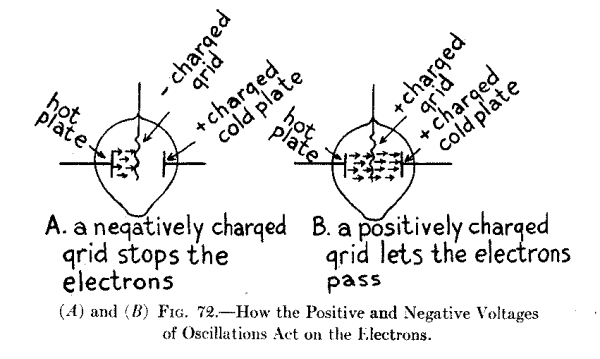 hot
plate
- charged
grid
+ charged
cold plate
A. a negatively charged
grid stops the
electrons
hot
plate
+ charged
grid
+ charged
cold plate
B. a positively charged
grid lets the electrons
pass
(A) and (B) FIG. 72.—How the Positive and Negative Voltages
of Oscillations Act on the Electrons.